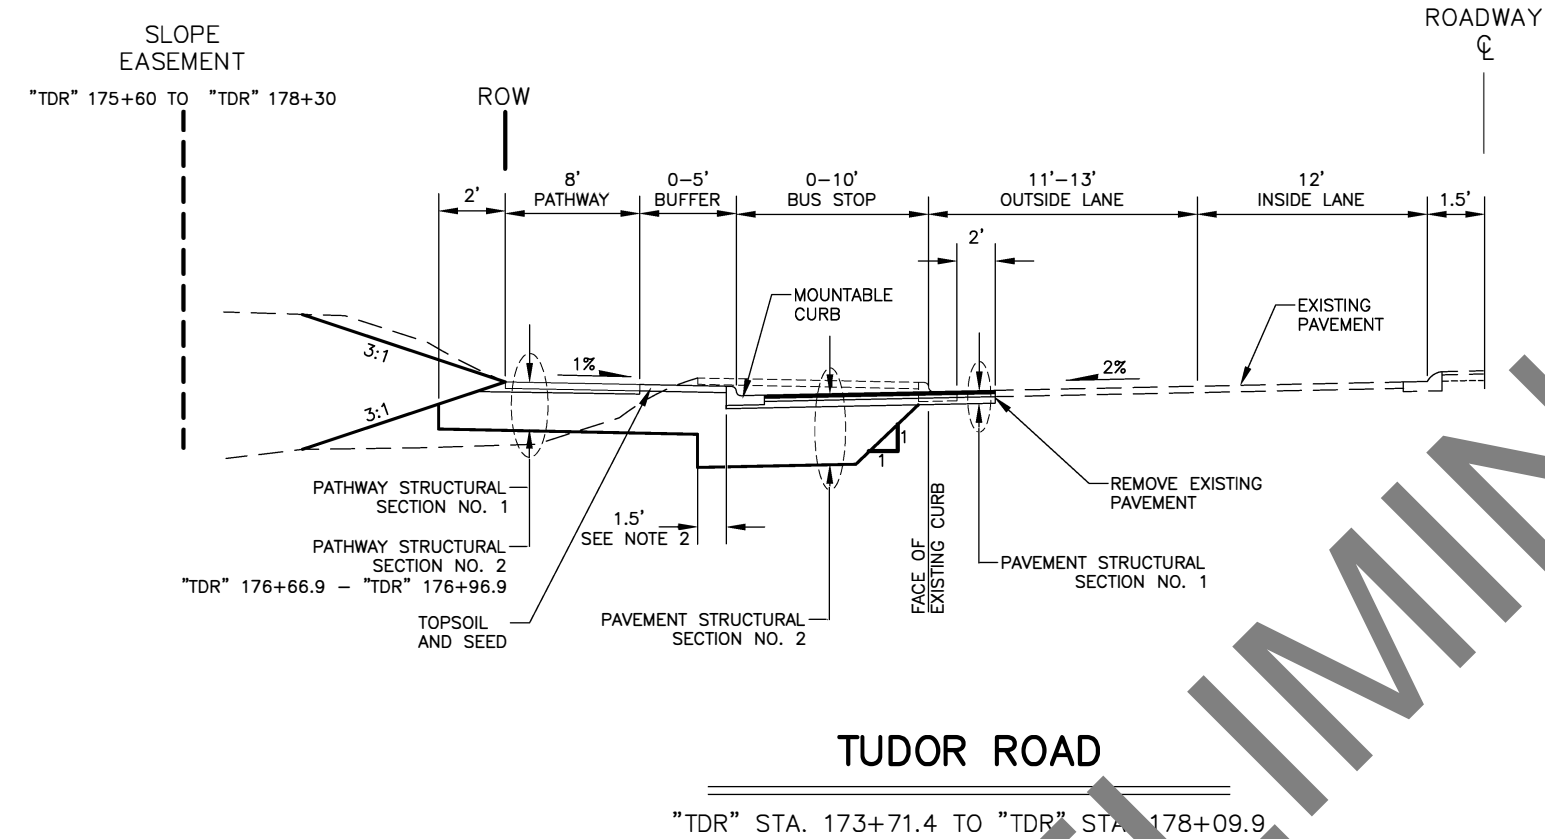 SLOPE
EASEMENT
"TDR" 175+60 TO "TDR" 178+30
ROW
ROADWAY
℄
2'
8'
PATHWAY
0-5'
BUFFER
0-10'
BUS STOP
11'-13'
OUTSIDE LANE
12'
INSIDE LANE
1.5'
2'
MOUNTABLE
CURB
EXISTING
PAVEMENT
3:1
1%
2%
3:1
1
1
PATHWAY STRUCTURAL
SECTION NO. 1
REMOVE EXISTING
PAVEMENT
1.5'
SEE NOTE 2
PATHWAY STRUCTURAL
SECTION NO. 2
"TDR" 176+66.9 - "TDR" 176+96.9
FACE OF
EXISTING CURB
PAVEMENT STRUCTURAL
SECTION NO. 1
TOPSOIL
AND SEED
PAVEMENT STRUCTURAL
SECTION NO. 2
TUDOR ROAD
"TDR" STA. 173+71.4 TO "TDR" STA. 178+09.9